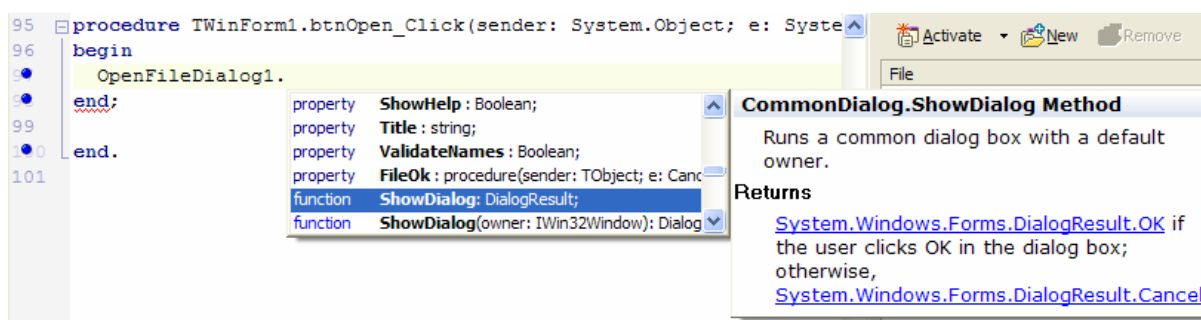 95 procedure TWinForm1.btnOpen_Click(sender: System.Object; e: Syste
96 begin
OpenFileDialog1.
end;
99
end.
101
property ShowHelp : Boolean;
property Title : string;
property ValidateNames : Boolean;
property FileOk : procedure(sender: TObject; e: Canc
function ShowDialog: DialogResult;
function ShowDialog(owner: IWin32Window): Dialog
Activate New Remove
File
CommonDialog.ShowDialog Method
Runs a common dialog box with a default
owner.
Returns
System.Windows.Forms.DialogResult.OK if
the user clicks OK in the dialog box;
otherwise,
System.Windows.Forms.DialogResult.Cancel